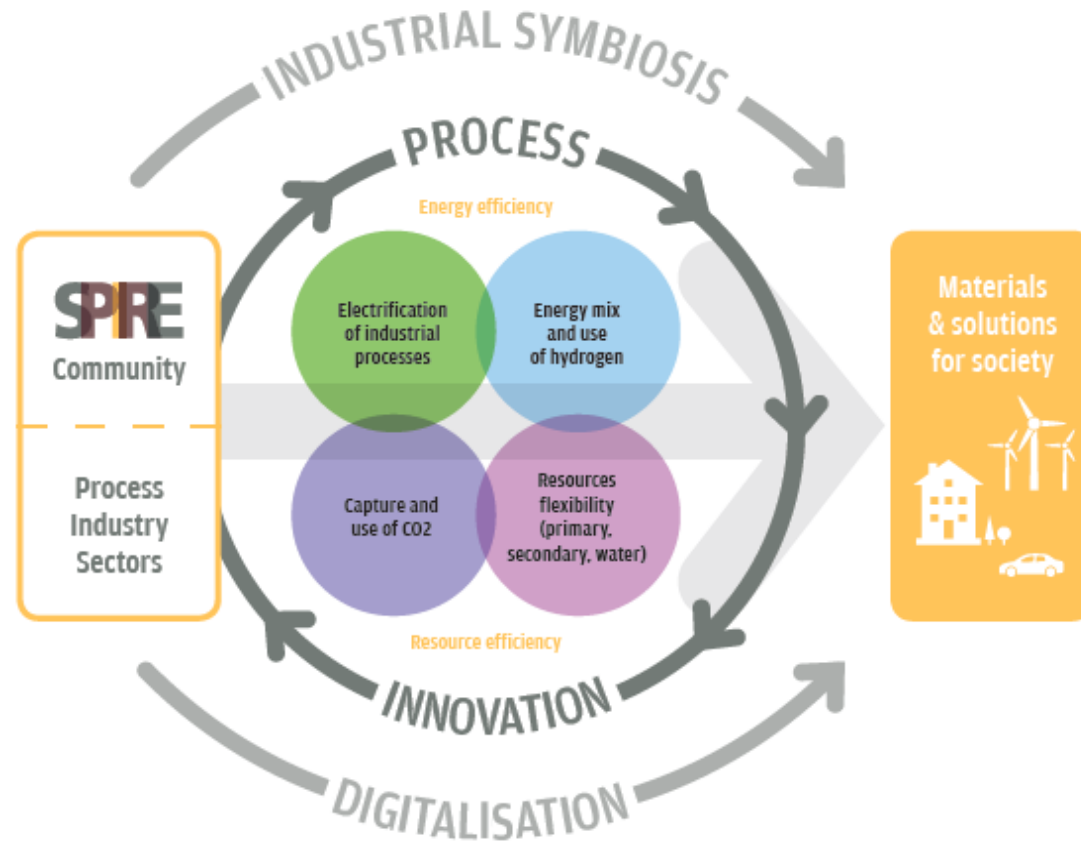 INDUSTRIAL SYMBIOSIS
PROCESS
Energy efficiency
SPIRE
Community
Process
Industry
Sectors
Electrification
of industrial
processes
Energy mix
and use
of hydrogen
Capture and
use of CO2
Resources
flexibility
(primary,
secondary, water)
Resource efficiency
INNOVATION
DIGITALISATION
Materials
& solutions
for society